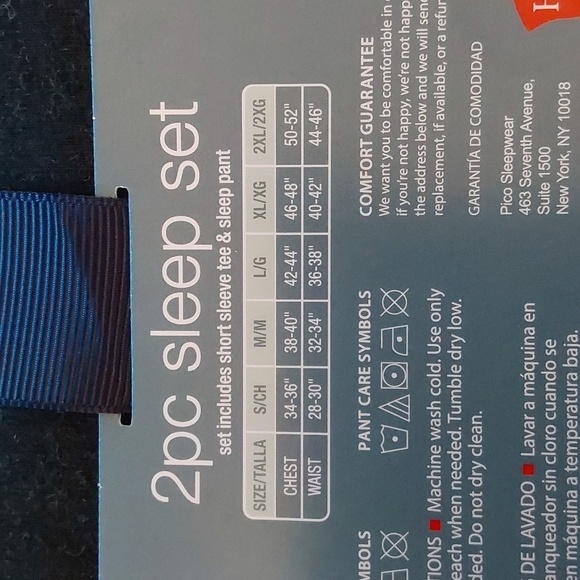 2pc sleep set
set includes short sleeve tee & sleep pant
SIZE/TALLA S/CH M/M L/G XL/XG 2XL/2XG
CHEST 34-36" 38-40" 42-44" 46-48" 50-52"
WAIST 28-30" 32-34" 36-38" 40-42" 44-46"
PANT CARE SYMBOLS
Machine wash cold. Use only
when needed. Tumble dry low.
Do not dry clean.
DE LAVADO ■ Lavar a máquina en
sin cloro cuando se
en máquina a temperatura baja.
COMFORT GUARANTEE
We want you to be comfortable in
if you're not happy, we're not happ
the address below and we will send
replacement, if available, or a refun
GARANTÍA DE COMODIDAD
Pico Sleepwear
463 Seventh Avenue,
Suite 1500
New York, NY 10018
H